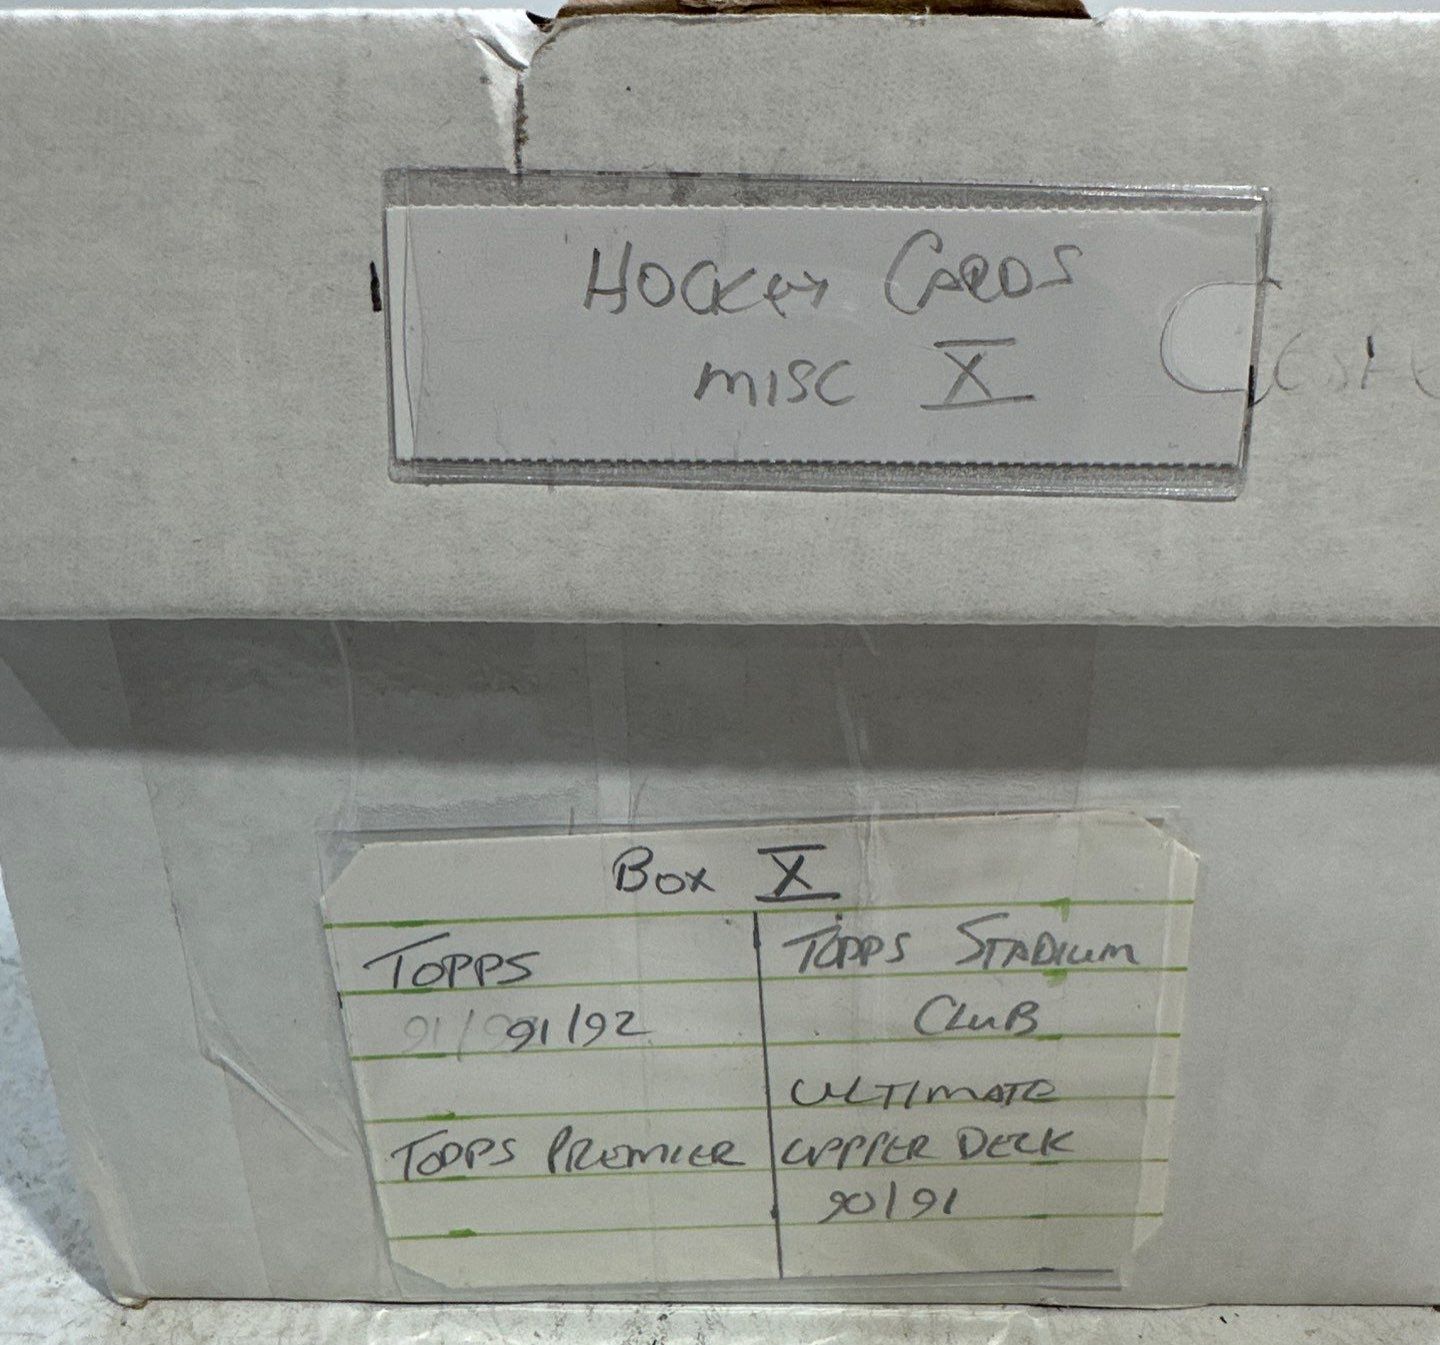 HOCKEY CARDS
MISC X
Box X
TOPPS
91/92
TOPPS PREMIER
TOPPS STADIUM
CLUB
ULTIMATE
UPPER DECK
90/91